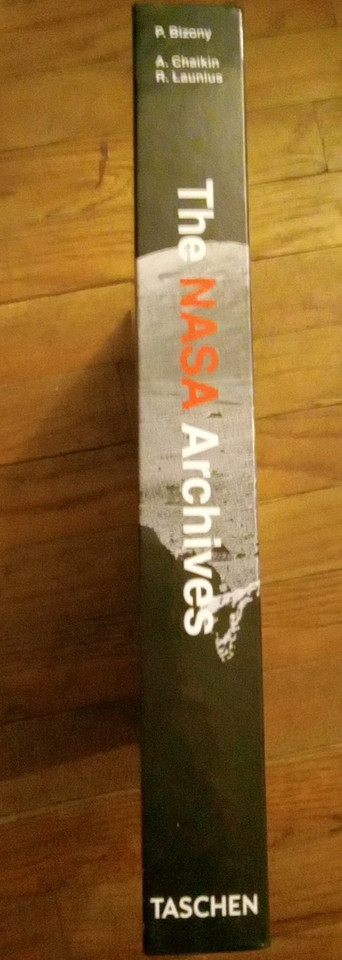 P. Bizony
A. Chaikin
R. Launius
The NASA Archives
TASCHEN